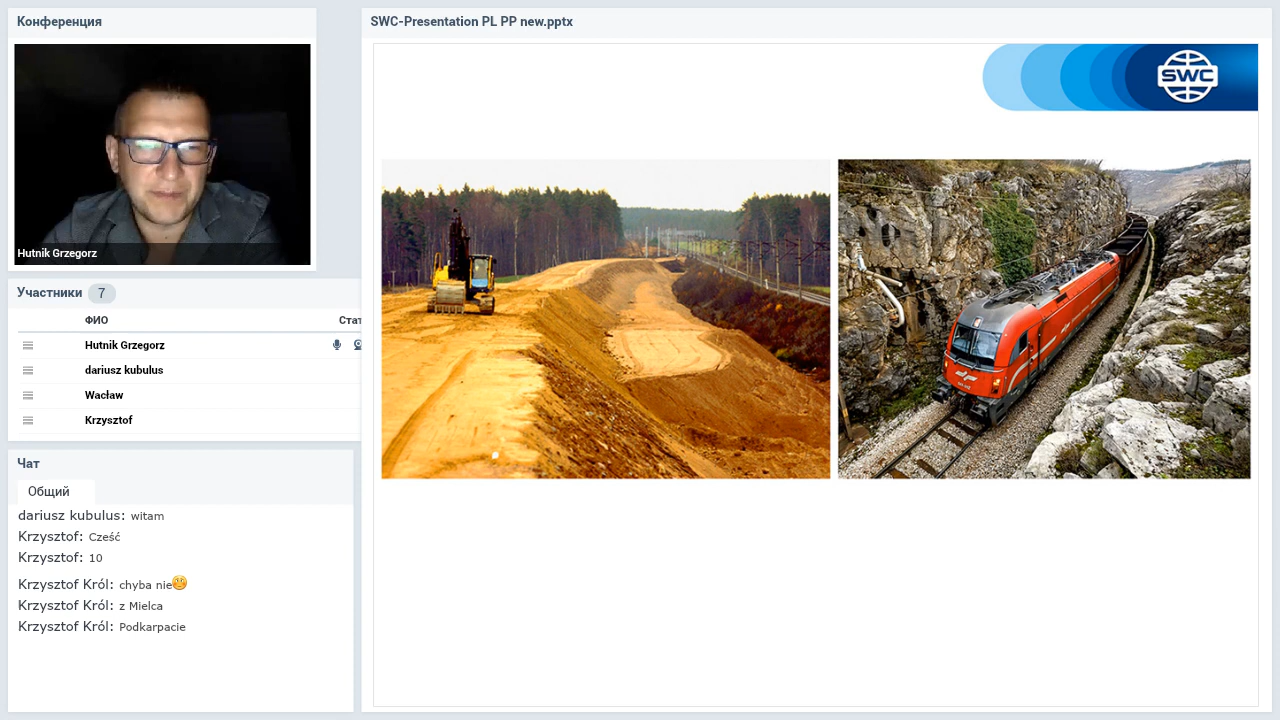 Конференция
Hutnik Grzegorz
Участники 7
ФИО Стат
Hutnik Grzegorz
dariusz kubulus
Wacław
Krzysztof
Чат
Общий
dariusz kubulus: witam
Krzysztof: Cześć
Krzysztof: 10
Krzysztof Król: chyba nie
Krzysztof Król: z Mielca
Krzysztof Król: Podkarpacie
SWC-Presentation PL PP new.pptx
SWC